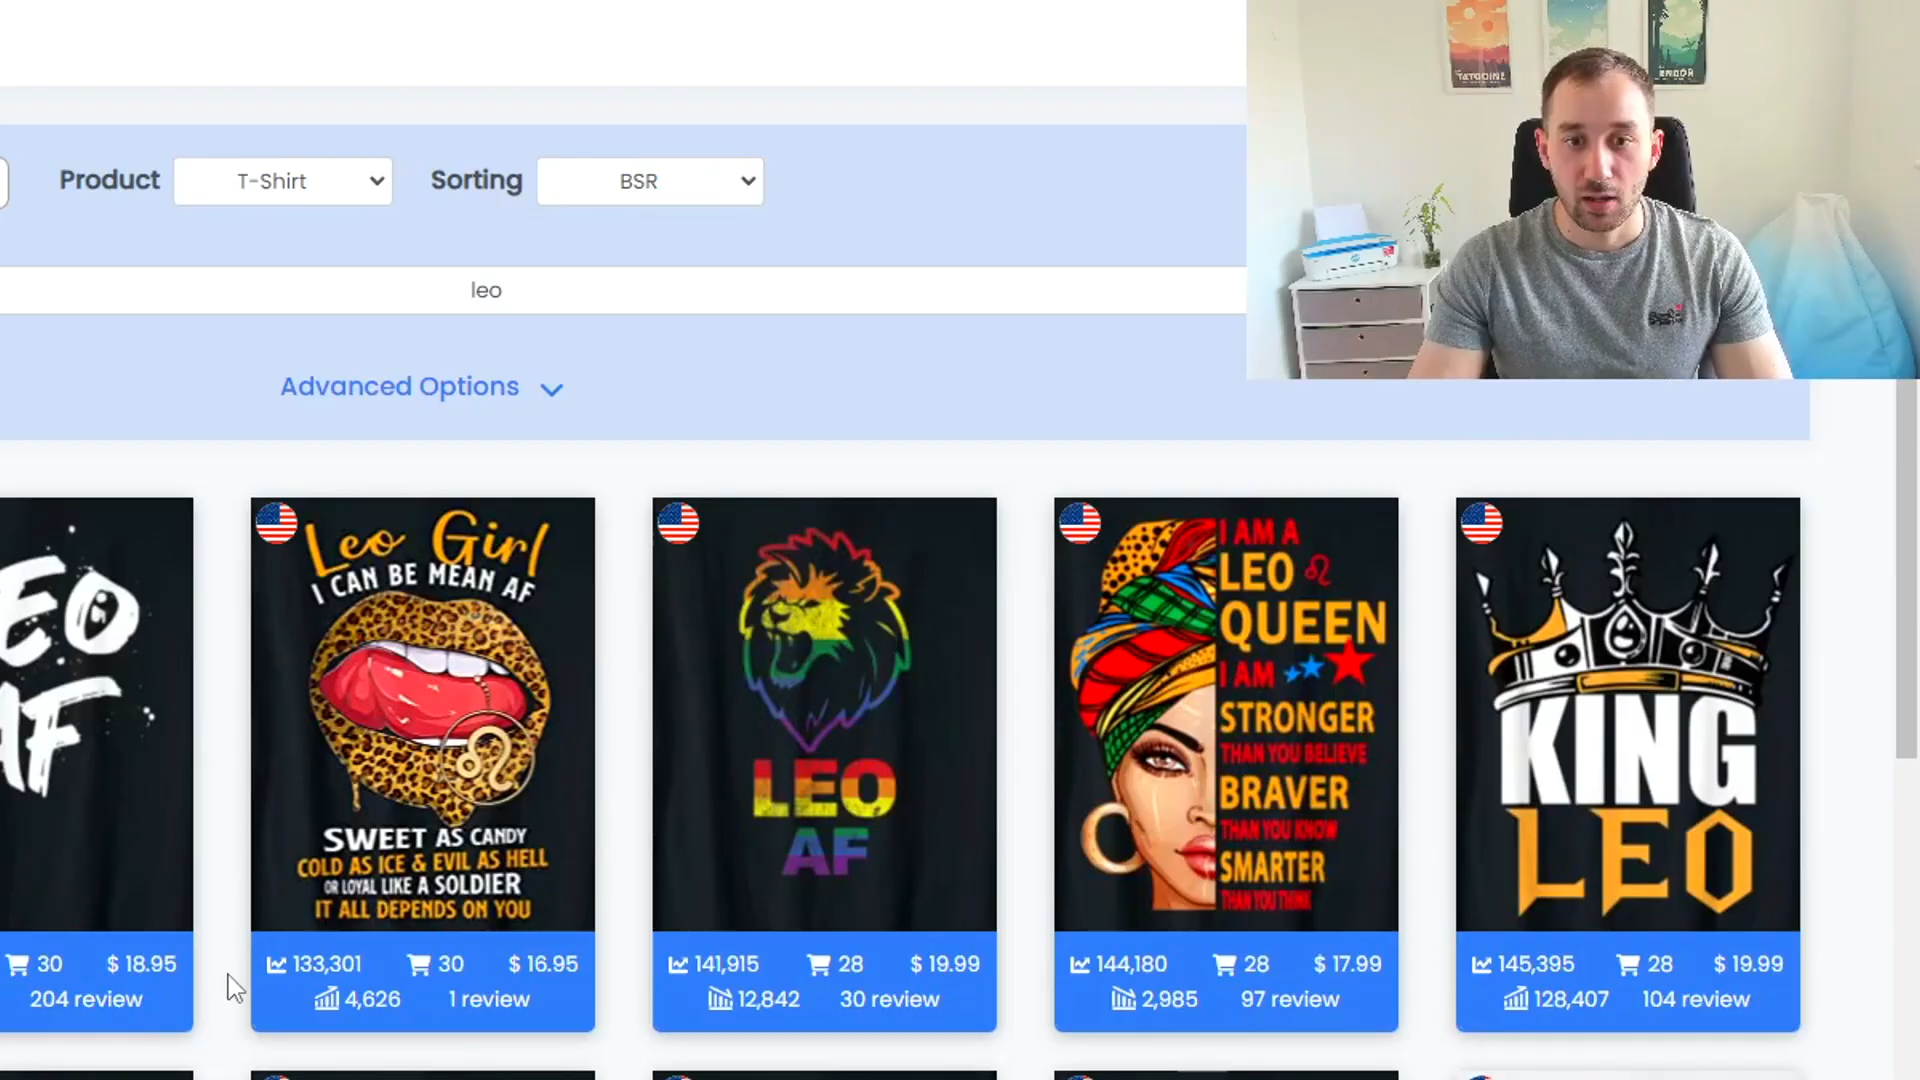 TATOOINE
ENDOR
Product
T-Shirt
Sorting
BSR
leo
Advanced Options
EO
AF
30
$ 18.95
204 review
Leo Girl
I CAN BE MEAN AF
SWEET AS CANDY
COLD AS ICE & EVIL AS HELL
OR LOYAL LIKE A SOLDIER
IT ALL DEPENDS ON YOU
133,301
30
$ 16.95
4,626
1 review
LEO
AF
141,915
28
$ 19.99
12,842
30 review
I AM A
LEO ♌
QUEEN
I AM
STRONGER
THAN YOU BELIEVE
BRAVER
THAN YOU KNOW
SMARTER
THAN YOU THINK
144,180
28
$ 17.99
2,985
97 review
KING
LEO
145,395
28
$ 19.99
128,407
104 review